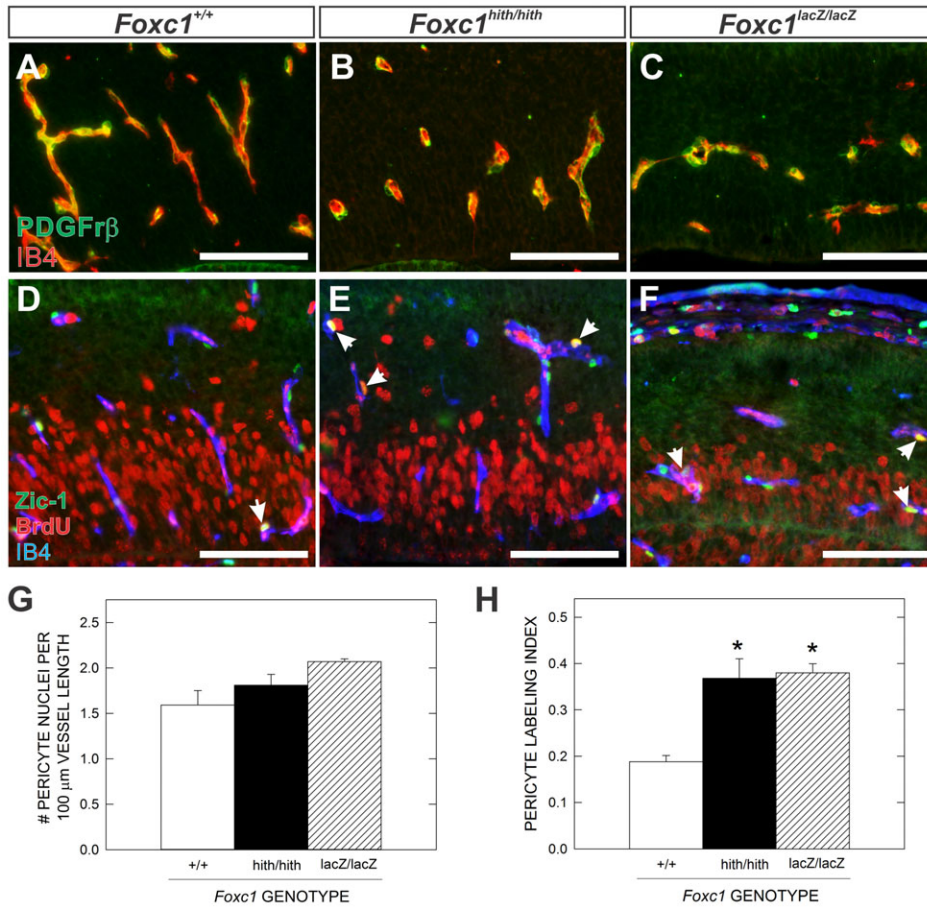 Foxc1+/+
Foxc1hith/hith
Foxc1lacZ/lacZ
A
B
C
PDGFrβ
IB4
D
E
F
Zic-1
BrdU
IB4
G
# PERICYTE NUCLEI PER
100 µm VESSEL LENGTH
2.5
2.0
1.5
1.0
0.5
0.0
+/+
hith/hith
lacZ/lacZ
Foxc1 GENOTYPE
H
PERICYTE LABELING INDEX
0.5
0.4
0.3
0.2
0.1
0.0
*
*
+/+
hith/hith
lacZ/lacZ
Foxc1 GENOTYPE